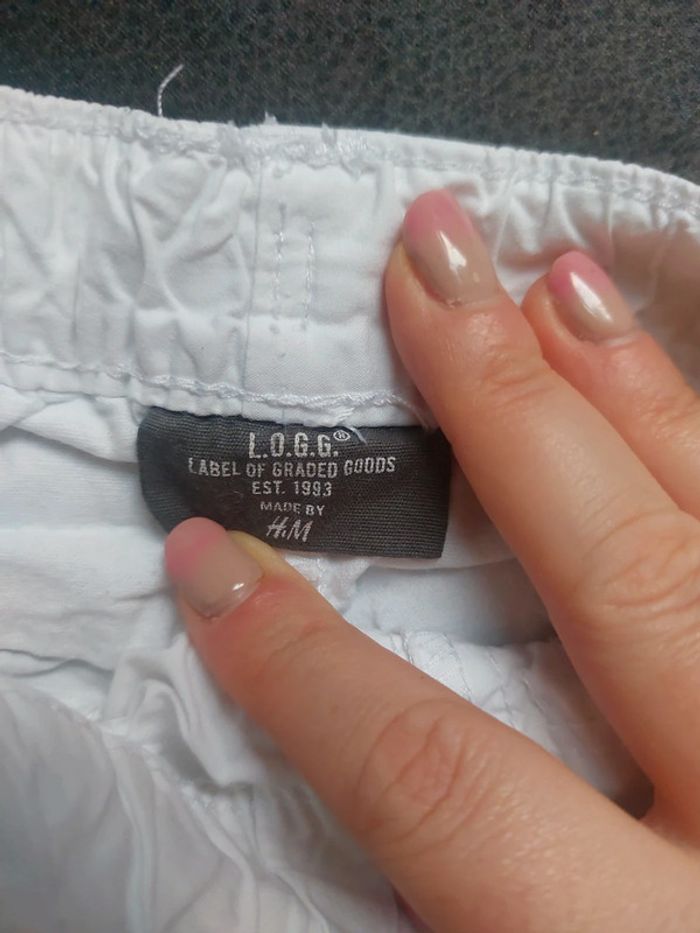 L.O.G.G.®
LABEL OF GRADED GOODS
EST. 1993
MADE BY
H&M